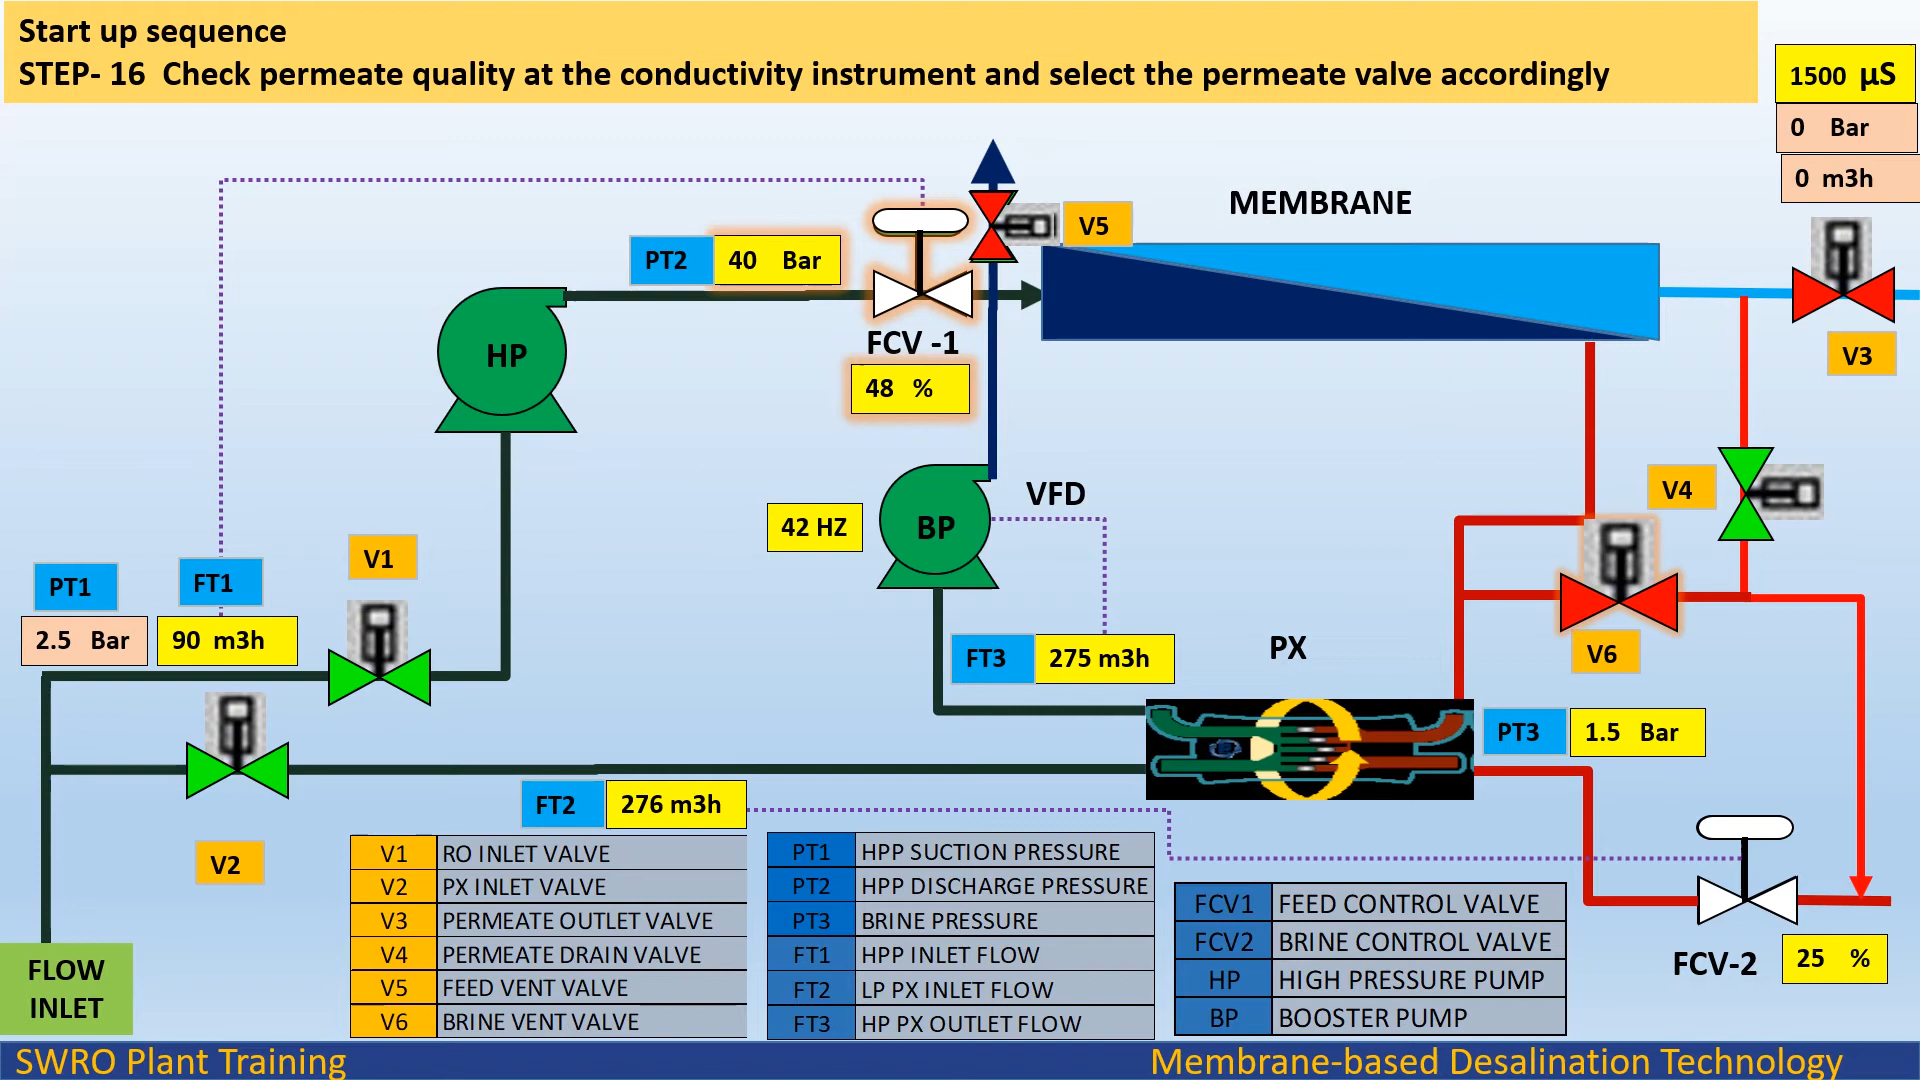 Start up sequence
STEP- 16 Check permeate quality at the conductivity instrument and select the permeate valve accordingly
1500 µS
0 Bar
0 m3h
MEMBRANE
V5
PT2 40 Bar
HP
FCV -1
48 %
V3
V4
VFD
42 HZ
BP
V1
PT1
FT1
2.5 Bar
90 m3h
FT3 275 m3h
PX
V6
PT3 1.5 Bar
FT2 276 m3h
V2
V1 RO INLET VALVE
V2 PX INLET VALVE
V3 PERMEATE OUTLET VALVE
V4 PERMEATE DRAIN VALVE
V5 FEED VENT VALVE
V6 BRINE VENT VALVE
PT1 HPP SUCTION PRESSURE
PT2 HPP DISCHARGE PRESSURE
PT3 BRINE PRESSURE
FT1 HPP INLET FLOW
FT2 LP PX INLET FLOW
FT3 HP PX OUTLET FLOW
FCV1 FEED CONTROL VALVE
FCV2 BRINE CONTROL VALVE
HP HIGH PRESSURE PUMP
BP BOOSTER PUMP
FCV-2
25 %
FLOW
INLET
SWRO Plant Training
Membrane-based Desalination Technology